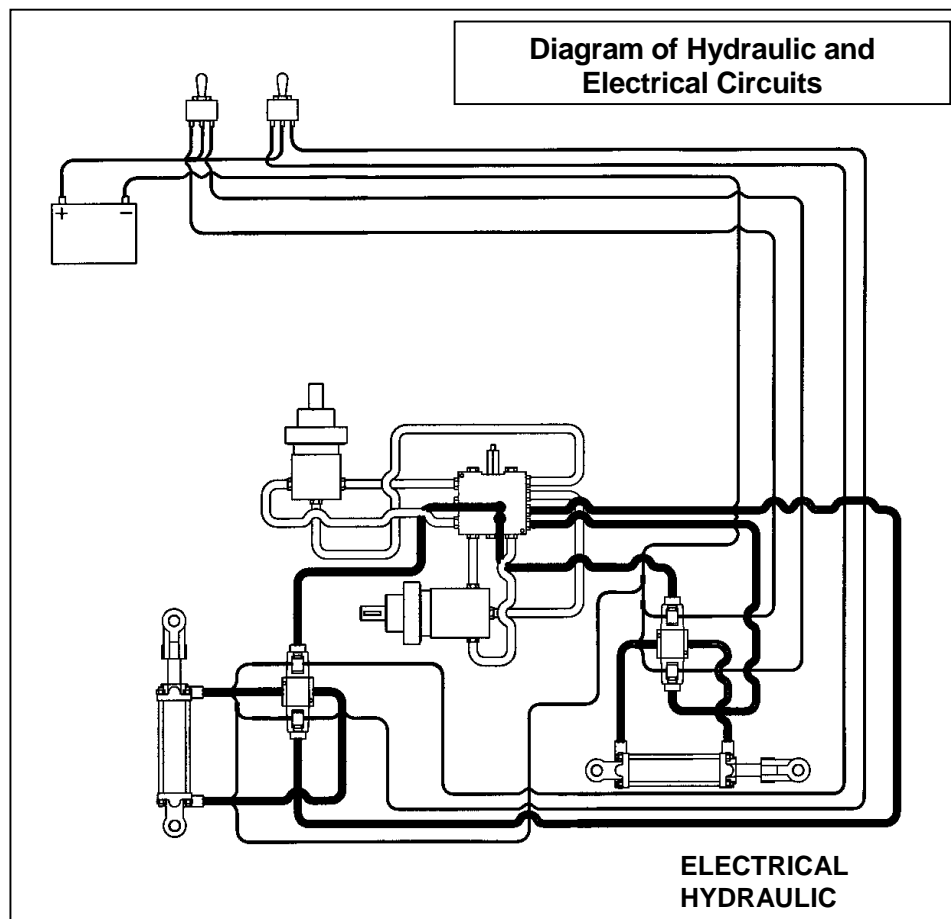 Diagram of Hydraulic and
Electrical Circuits
+ −
ELECTRICAL
HYDRAULIC